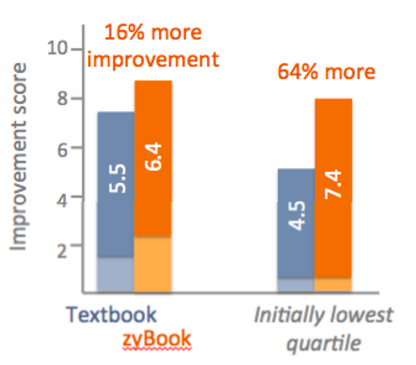 16% more
improvement
64% more
Improvement score
10
8
6
4
2
5.5
6.4
4.5
7.4
Textbook
zyBook
Initially lowest
quartile